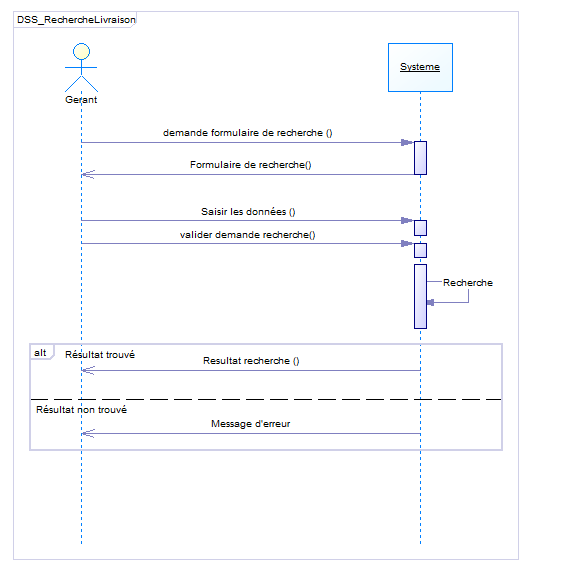 DSS_RechercheLivraison
Systeme
Gerant
demande formulaire de recherche ()
Formulaire de recherche()
Saisir les données ()
valider demande recherche()
Recherche
alt
Résultat trouvé
Resultat recherche ()
Résultat non trouvé
Message d'erreur